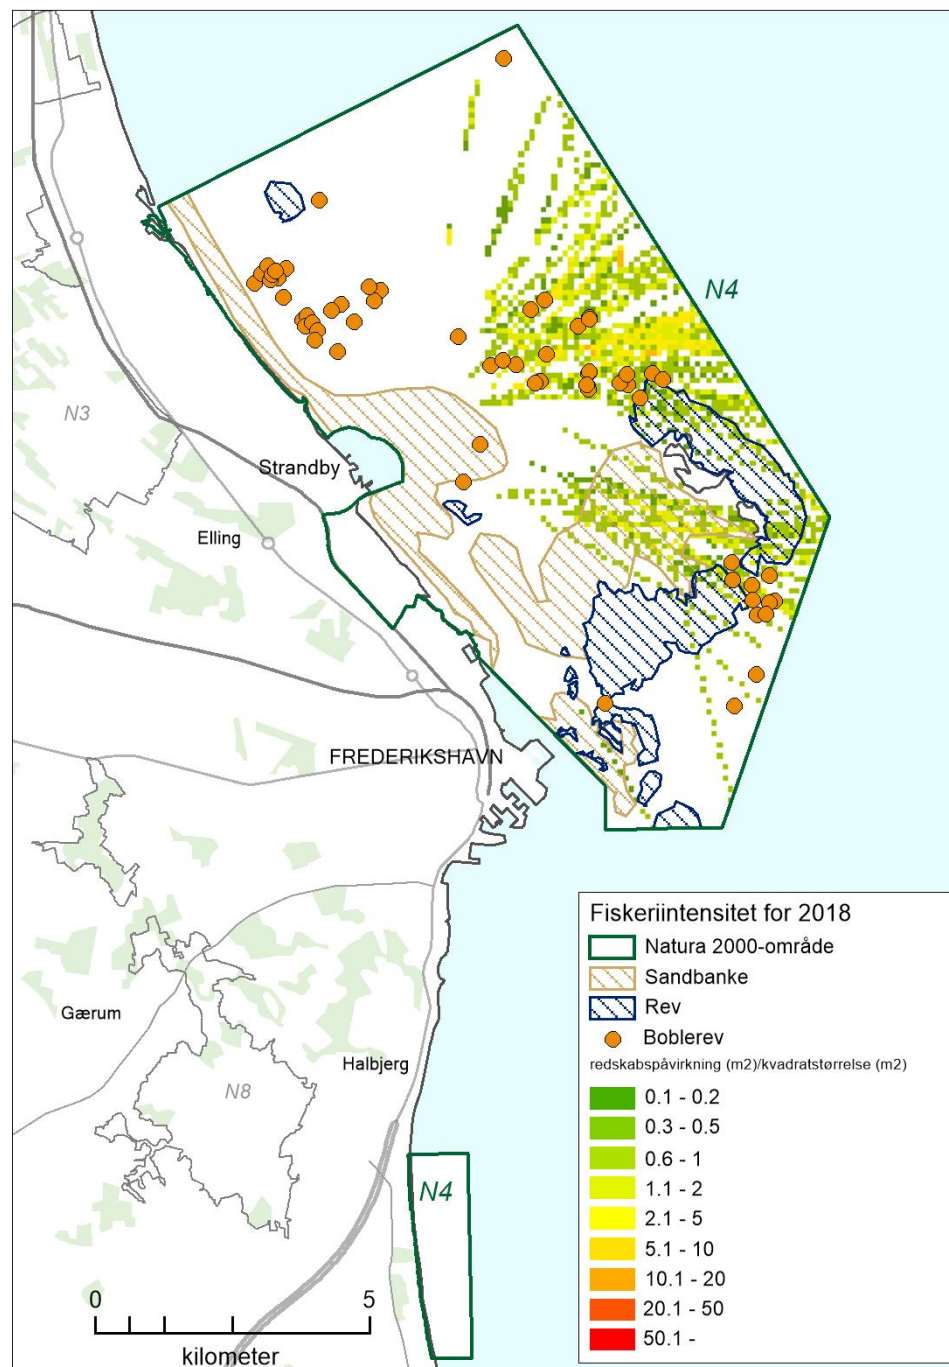 N4
N3
Strandby
Elling
FREDERIKSHAVN
Gærum
Halbjerg
N8
N4
Fiskeriintensitet for 2018
Natura 2000-område
Sandbanke
Rev
Boblerev
redskabspåvirkning (m2)/kvadratstørrelse (m2)
0.1 - 0.2
0.3 - 0.5
0.6 - 1
1.1 - 2
2.1 - 5
5.1 - 10
10.1 - 20
20.1 - 50
50.1 -
0 5
kilometer